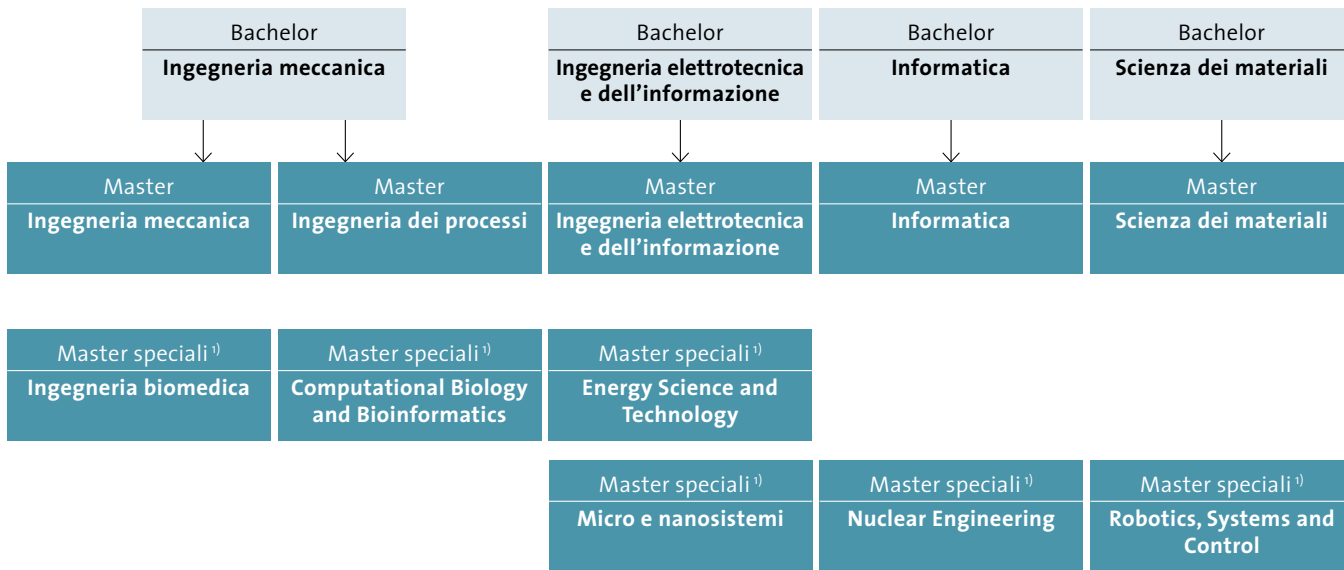 Bachelor
Ingegneria meccanica
Bachelor
Ingegneria elettrotecnica
e dell'informazione
Bachelor
Informatica
Bachelor
Scienza dei materiali
Master
Ingegneria meccanica
Master
Ingegneria dei processi
Master
Ingegneria elettrotecnica
e dell'informazione
Master
Informatica
Master
Scienza dei materiali
Master speciali ¹⁾
Ingegneria biomedica
Master speciali ¹⁾
Computational Biology
and Bioinformatics
Master speciali ¹⁾
Energy Science and
Technology
Master speciali ¹⁾
Micro e nanosistemi
Master speciali ¹⁾
Nuclear Engineering
Master speciali ¹⁾
Robotics, Systems and
Control